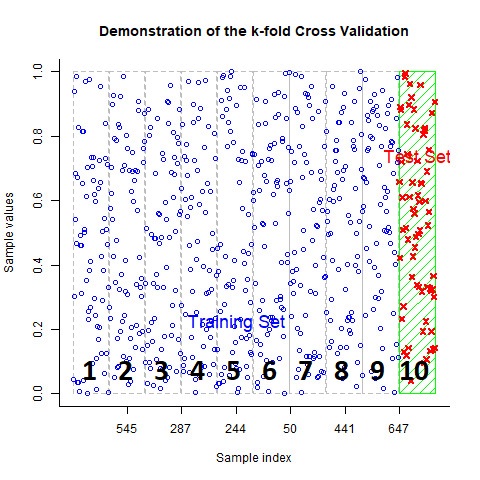 Demonstration of the k-fold Cross Validation
Sample values
1.0
0.8
0.6
0.4
0.2
0.0
Test Set
Training Set
1 2 3 4 5 6 7 8 9 10
545 287 244 50 441 647
Sample index